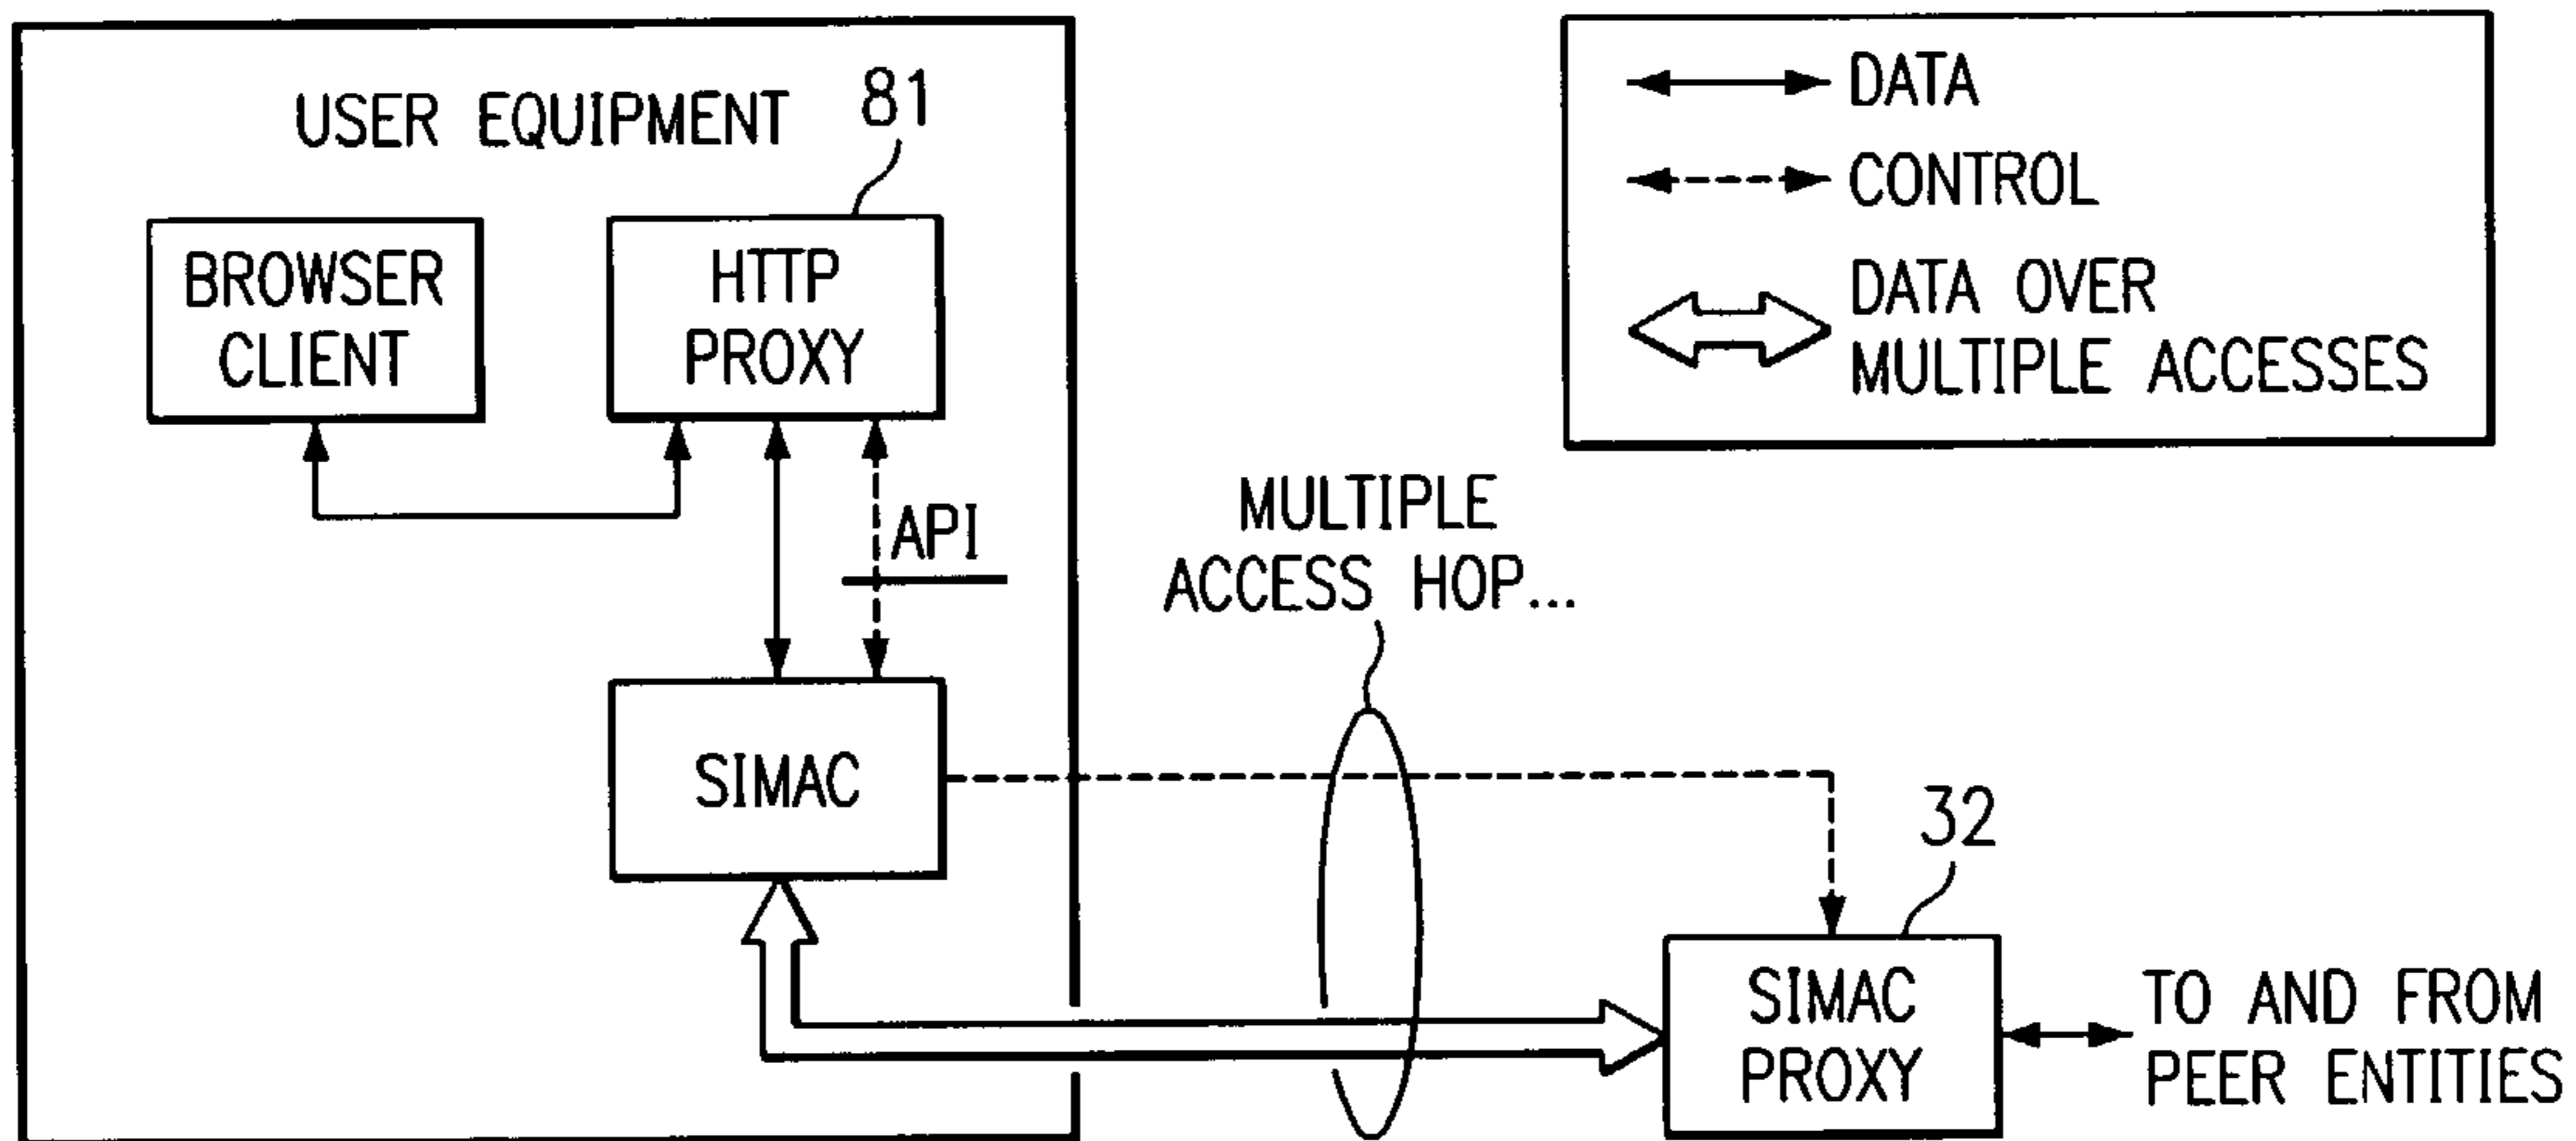 USER EQUIPMENT
81
BROWSER
CLIENT
HTTP
PROXY
API
SIMAC
DATA
CONTROL
DATA OVER
MULTIPLE ACCESSES
MULTIPLE
ACCESS HOP...
32
SIMAC
PROXY
TO AND FROM
PEER ENTITIES